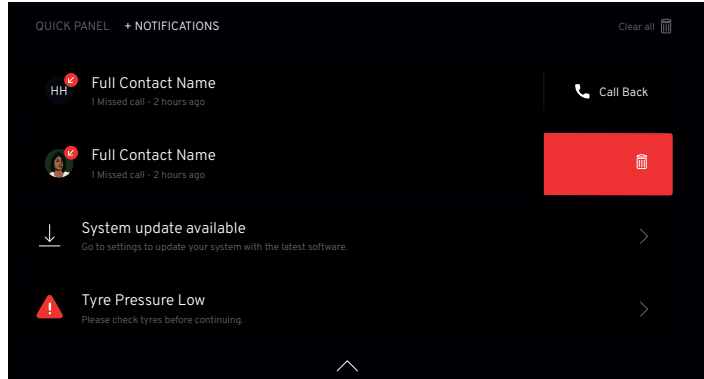 QUICK PANEL + NOTIFICATIONS Clear all
HH Full Contact Name
1 Missed call - 2 hours ago
Call Back
Full Contact Name
1 Missed call - 2 hours ago
System update available
Go to settings to update your system with the latest software.
Tyre Pressure Low
Please check tyres before continuing.